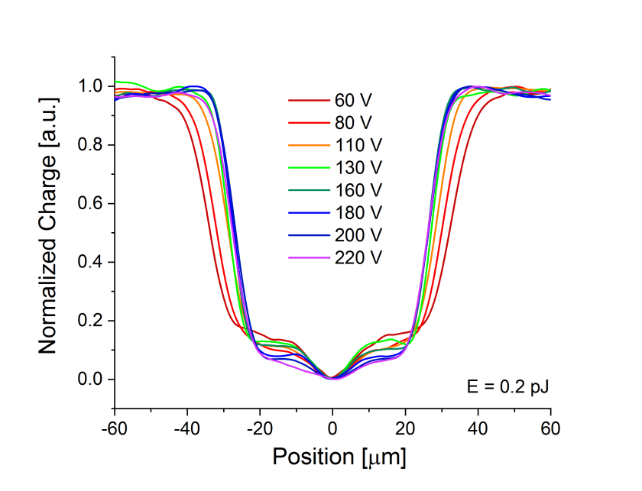 1.0
0.8
0.6
0.4
0.2
0.0
Normalized Charge [a.u.]
60 V
80 V
110 V
130 V
160 V
180 V
200 V
220 V
E = 0.2 pJ
-60 -40 -20 0 20 40 60
Position [μm]